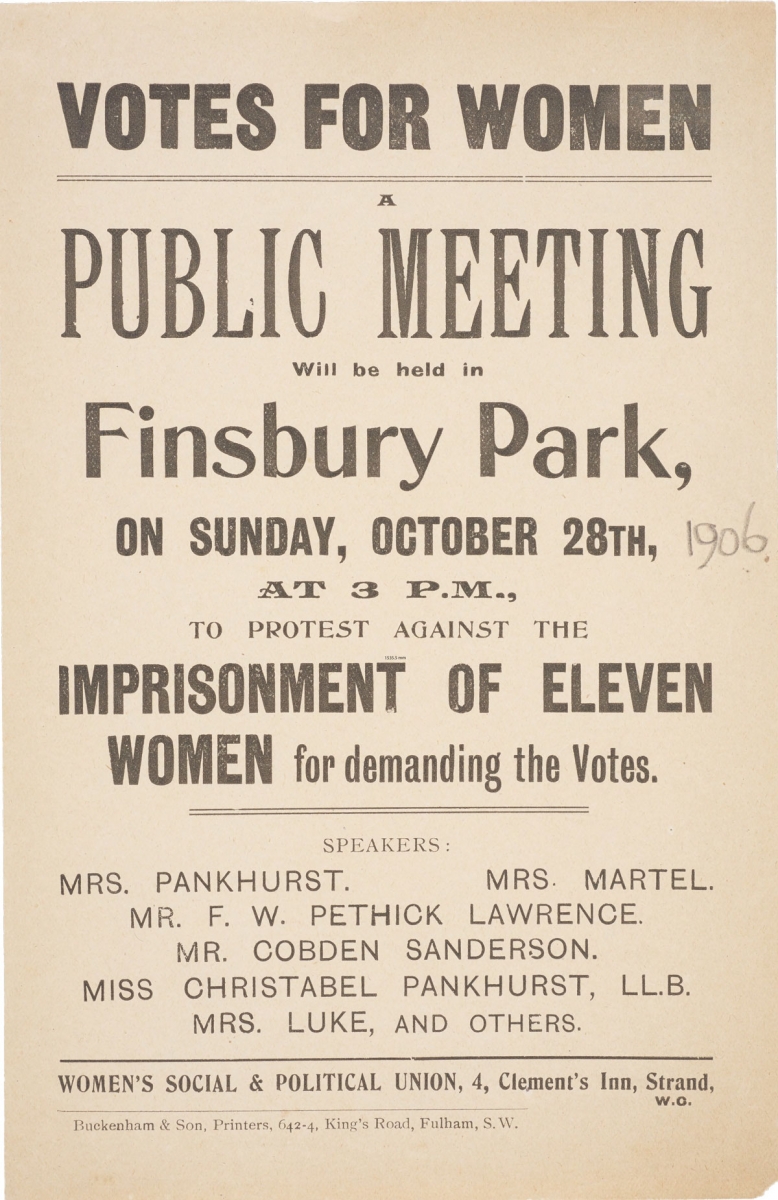 VOTES FOR WOMEN
A
PUBLIC MEETING
Will be held in
Finsbury Park,
ON SUNDAY, OCTOBER 28TH, 1906.
AT 3 P.M.,
TO PROTEST AGAINST THE
IMPRISONMENT OF ELEVEN
WOMEN for demanding the Votes.
SPEAKERS:
MRS. PANKHURST. MRS. MARTEL.
MR. F. W. PETHICK LAWRENCE.
MR. COBDEN SANDERSON.
MISS CHRISTABEL PANKHURST, LL.B.
MRS. LUKE, AND OTHERS.
WOMEN'S SOCIAL & POLITICAL UNION, 4, Clement's Inn, Strand,
W.C.
Buckenham & Son, Printers, 642-4, King's Road, Fulham, S.W.